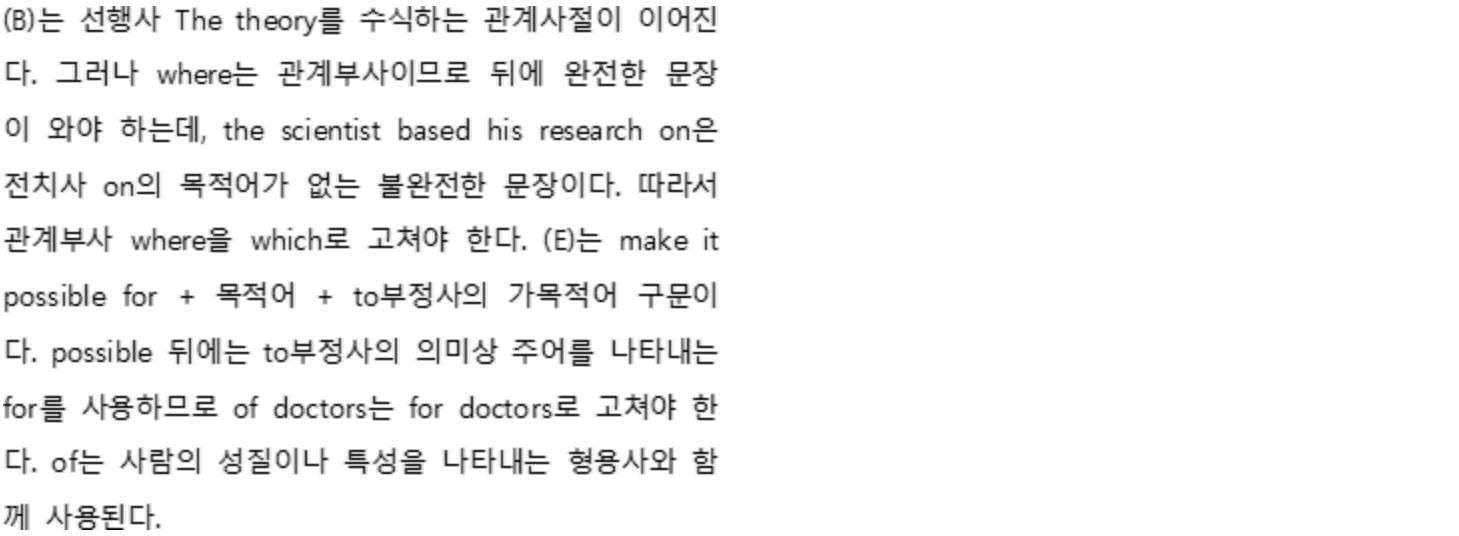 (B)는 선행사 The theory를 수식하는 관계사절이 이어진
다. 그러나 where는 관계부사이므로 뒤에 완전한 문장
이 와야 하는데, the scientist based his research on은
전치사 on의 목적어가 없는 불완전한 문장이다. 따라서
관계부사 where을 which로 고쳐야 한다. (E)는 make it
possible for + 목적어 + to부정사의 가목적어 구문이
다. possible 뒤에는 to부정사의 의미상 주어를 나타내는
for를 사용하므로 of doctors는 for doctors로 고쳐야 한
다. of는 사람의 성질이나 특성을 나타내는 형용사와 함
께 사용된다.